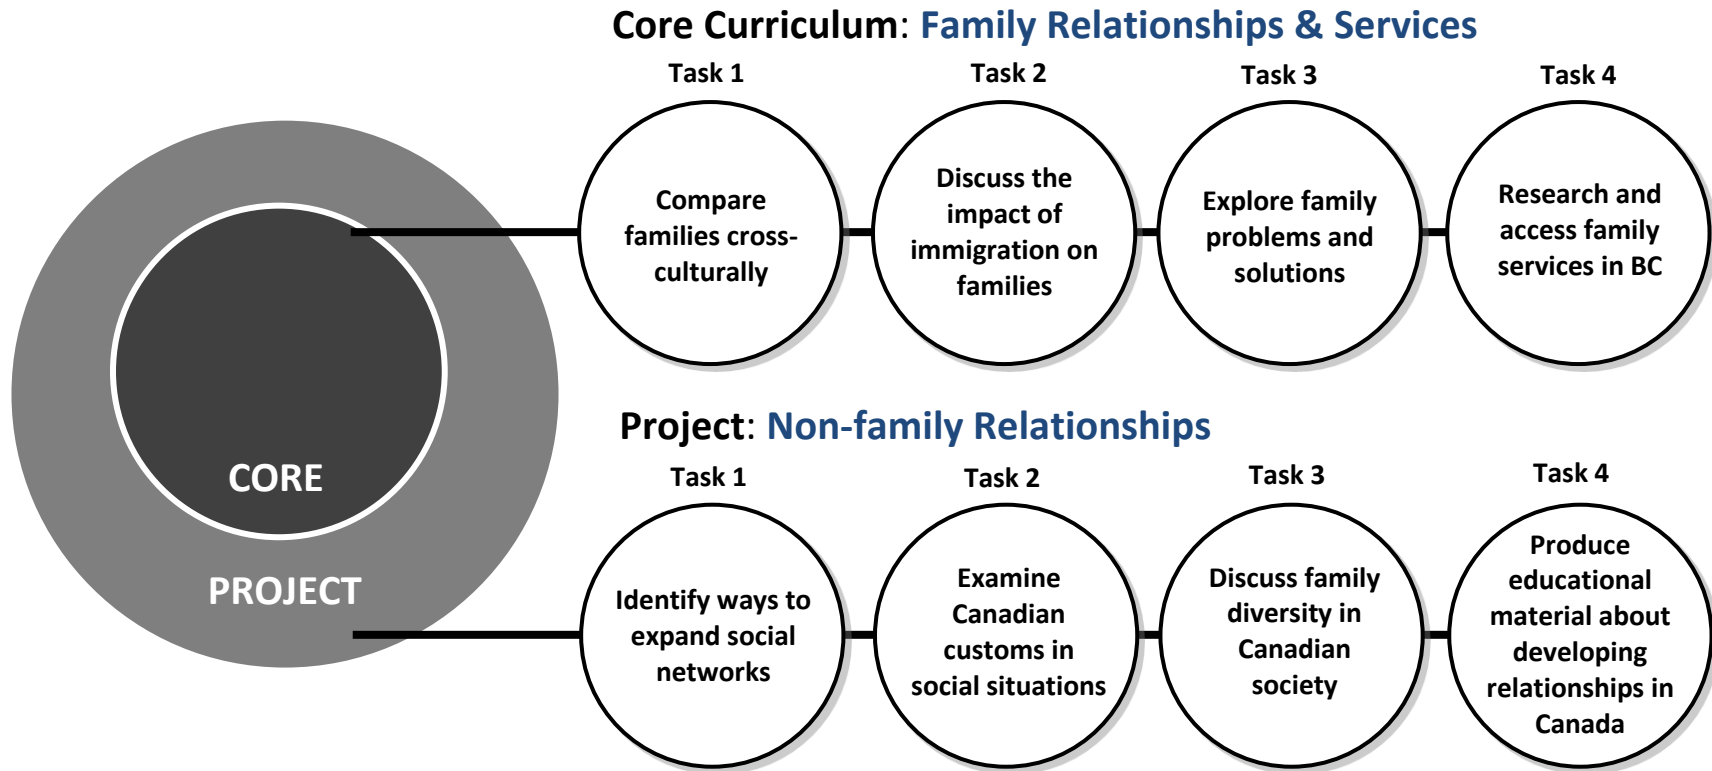 Core Curriculum: Family Relationships & Services
Task 1
Task 2
Task 3
Task 4
Compare
families cross-
culturally
Discuss the
impact of
immigration on
families
Explore family
problems and
solutions
Research and
access family
services in BC
CORE
PROJECT
Project: Non-family Relationships
Task 1
Task 2
Task 3
Task 4
Identify ways to
expand social
networks
Examine
Canadian
customs in
social situations
Discuss family
diversity in
Canadian
society
Produce
educational
material about
developing
relationships in
Canada